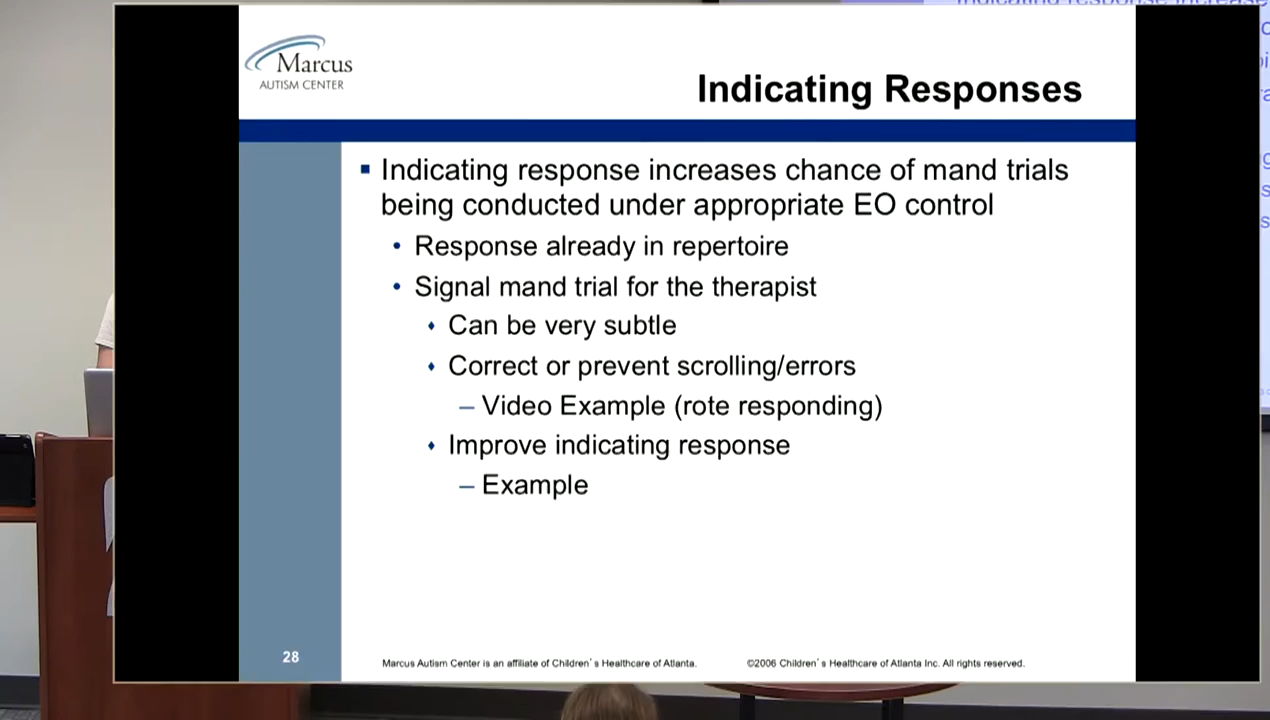 Marcus
AUTISM CENTER
Indicating Responses
▪ Indicating response increases chance of mand trials
being conducted under appropriate EO control
• Response already in repertoire
• Signal mand trial for the therapist
♦ Can be very subtle
♦ Correct or prevent scrolling/errors
– Video Example (rote responding)
♦ Improve indicating response
– Example
28
Marcus Autism Center is an affiliate of Children's Healthcare of Atlanta.
©2006 Children's Healthcare of Atlanta Inc. All rights reserved.